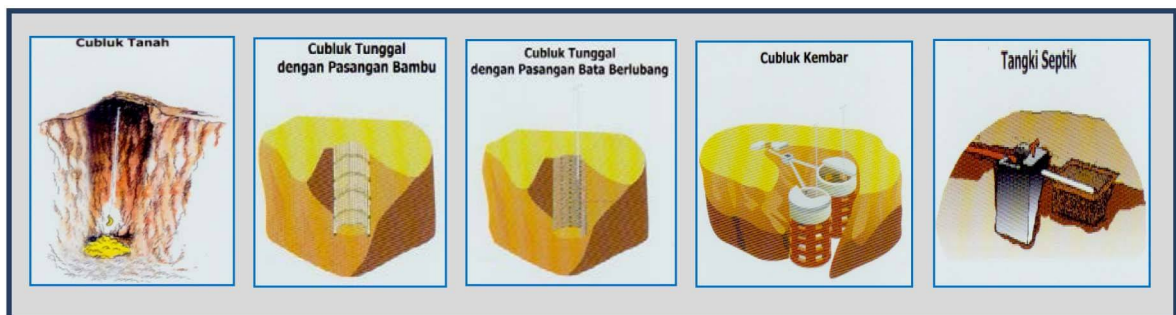 Cubluk Tanah
Cubluk Tunggal
dengan Pasangan Bambu
Cubluk Tunggal
dengan Pasangan Bata Berlubang
Cubluk Kembar
Tangki Septik